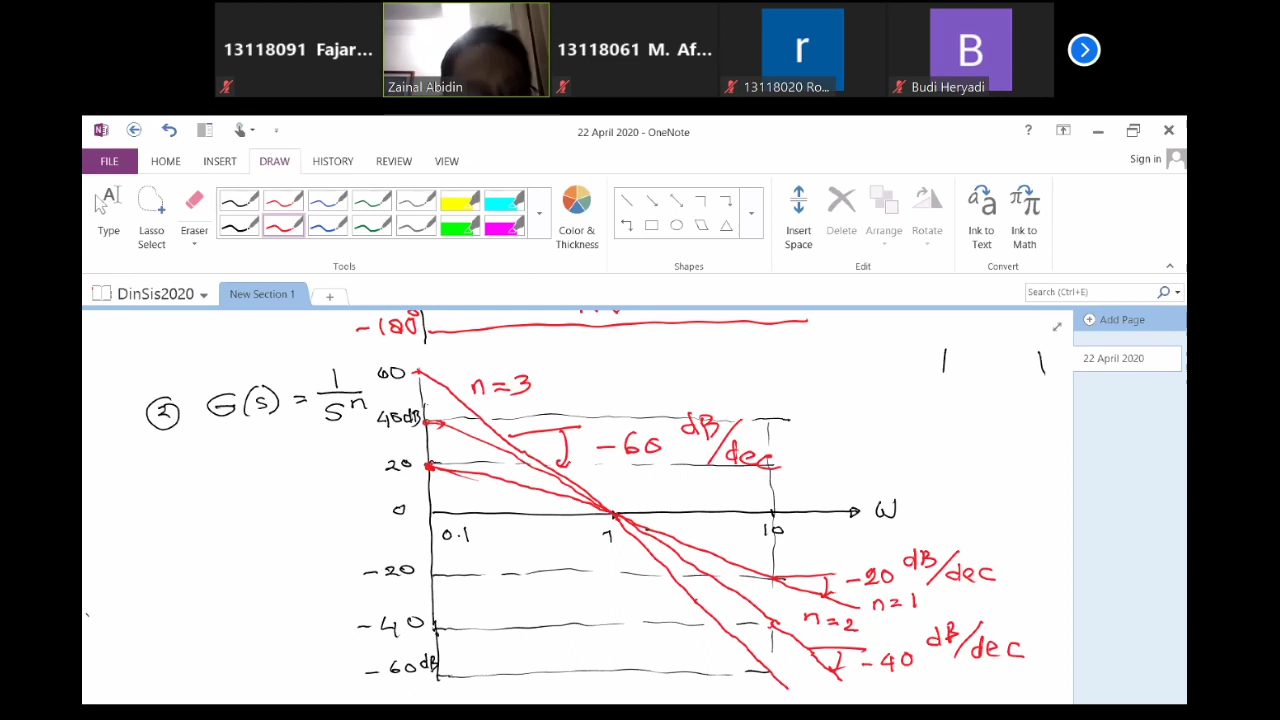 13118091 Fajar...
Zainal Abidin
13118061 M. Af...
r
13118020 Ro...
B
Budi Heryadi
22 April 2020 - OneNote
?
FILE HOME INSERT DRAW HISTORY REVIEW VIEW
Sign in
Type
Lasso Select
Eraser
Color & Thickness
Insert Space
Delete
Arrange
Rotate
Ink to Text
Ink to Math
Tools
Shapes
Edit
Convert
DinSis2020
New Section 1
+
Search (Ctrl+E)
Add Page
22 April 2020
-180°
② G(s) = 1/s^n
60
n=3
40dB
-60 dB/dec
20
0
ω
0.1
1
10
-20
-20 dB/dec
n=1
n=2
-40
-40 dB/dec
-60dB